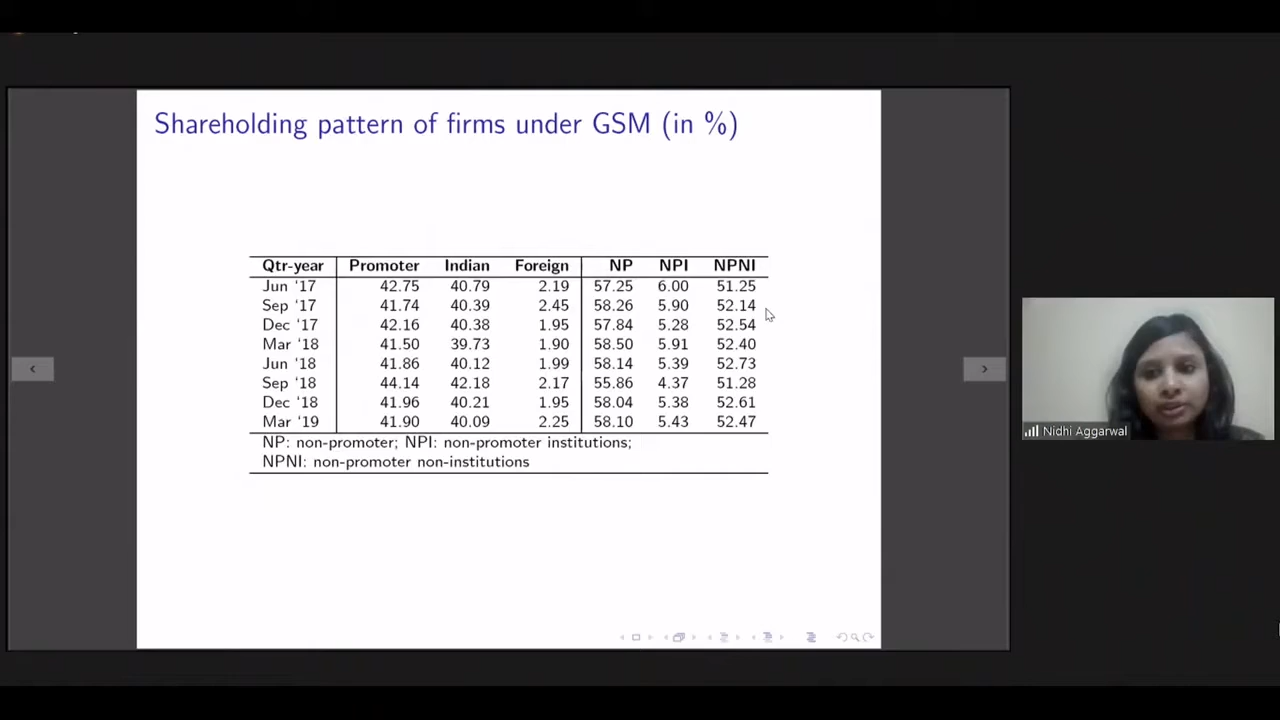 Shareholding pattern of firms under GSM (in %)
Qtr-year Promoter Indian Foreign NP NPI NPNI
Jun ‘17 42.75 40.79 2.19 57.25 6.00 51.25
Sep ‘17 41.74 40.39 2.45 58.26 5.90 52.14
Dec ‘17 42.16 40.38 1.95 57.84 5.28 52.54
Mar ‘18 41.50 39.73 1.90 58.50 5.91 52.40
Jun ‘18 41.86 40.12 1.99 58.14 5.39 52.73
Sep ‘18 44.14 42.18 2.17 55.86 4.37 51.28
Dec ‘18 41.96 40.21 1.95 58.04 5.38 52.61
Mar ‘19 41.90 40.09 2.25 58.10 5.43 52.47
NP: non-promoter; NPI: non-promoter institutions;
NPNI: non-promoter non-institutions
Nidhi Aggarwal